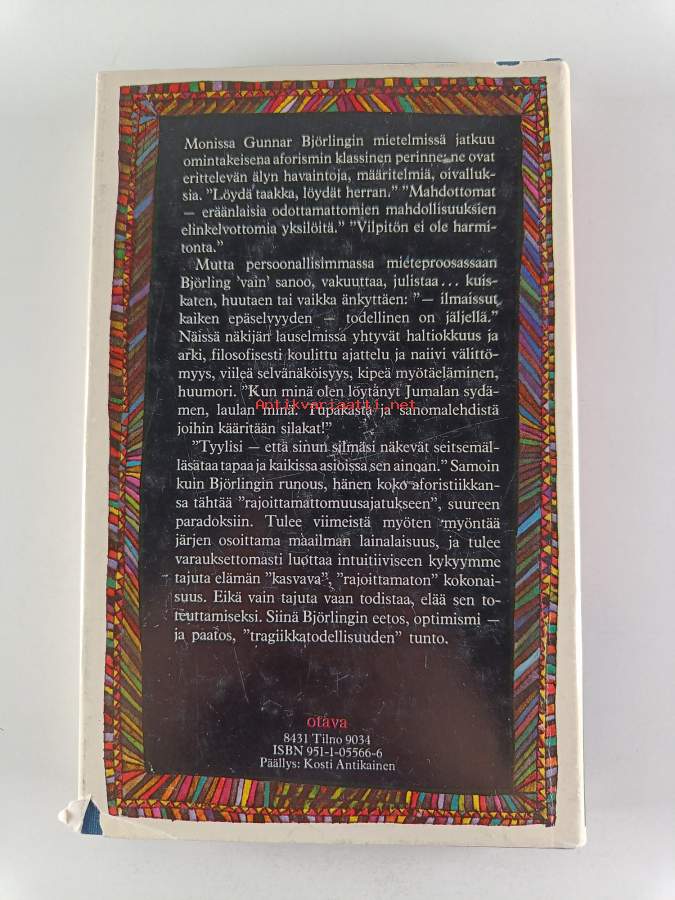 Monissa Gunnar Björlingin mietelmissä jatkuu
omintakeisena aforismin klassinen perinne: ne ovat
erittelevän älyn havaintoja, määritelmiä, oivalluk-
sia. ”Löydä taakka, löydät herran.” ”Mahdottomat
— eräänlaisia odottamattomien mahdollisuuksien
elinkelvottomia yksilöitä.” ”Vilpitön ei ole harmi-
tonta.”
Mutta persoonallisimmassa mieteproosassaan
Björling ’vain’ sanoo, vakuuttaa, julistaa... kuis-
katen, huutaen tai vaikka änkyttäen: ”— ilmaissut
kaiken epäselvyyden — todellinen on jäljellä.”
Näissä näkijän lauselmissa yhtyvät haltiokkuus ja
arki, filosofisesti koulittu ajattelu ja naiivi välittö-
myys, viileä selvänäköisyys, kipeä myötäeläminen,
huumori. ”Kun minä olen löytänyt Jumalan sydä-
men, laulan minä. Tupakasta ja sanomalehdistä
Antikvariaatti.net
joihin kääritään silakat!”
”Tyylisi — että sinun silmäsi näkevät seitsemäl-
läsataa tapaa ja kaikissa asioissa sen ainoan.” Samoin
kuin Björlingin runous, hänen koko aforistiikkan-
sa tähtää ”rajoittamattomuusajatukseen”, suureen
paradoksiin. Tulee viimeistä myöten myöntää
järjen osoittama maailman lainalaisuus, ja tulee
varauksettomasti luottaa intuitiiviseen kykyymme
tajuta elämän ”kasvava”, ”rajoittamaton” kokonai-
suus. Eikä vain tajuta vaan todistaa, elää sen to-
teuttamiseksi. Siinä Björlingin eetos, optimismi —
ja paatos, ”tragiikkatodellisuuden” tunto.
otava
8431 Tilno 9034
ISBN 951-1-05566-6
Päällys: Kosti Antikainen